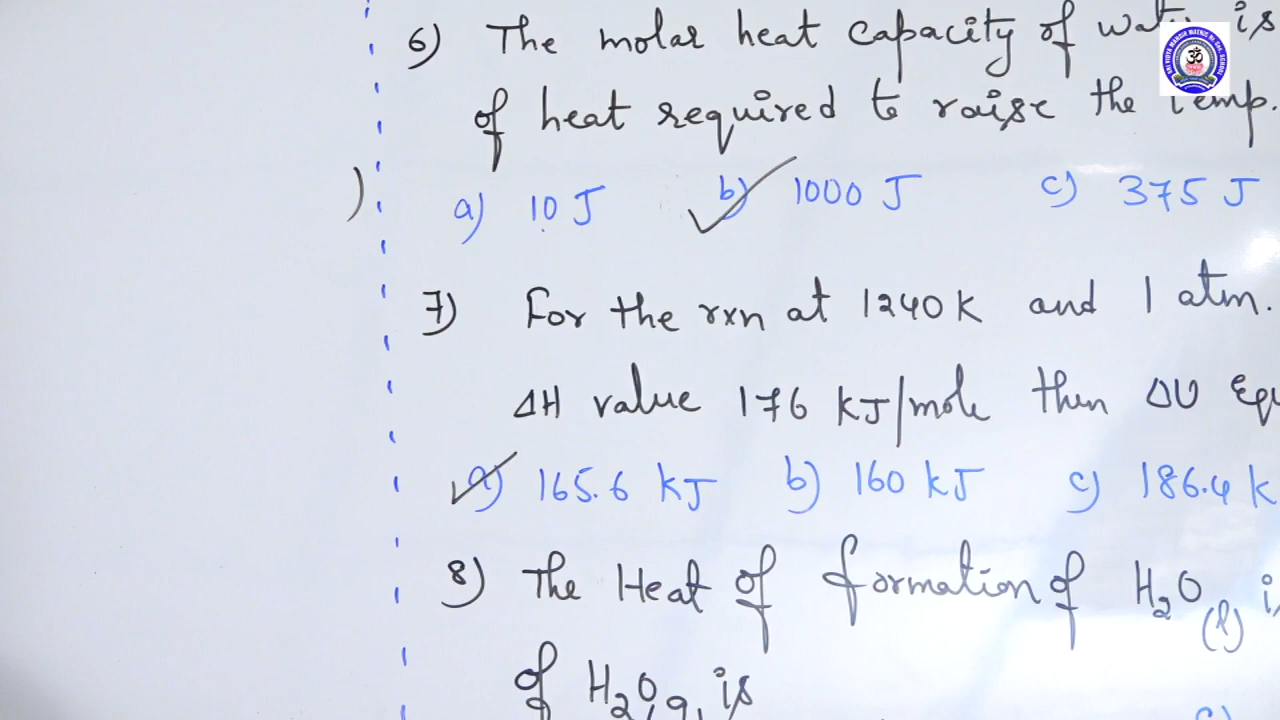 6) The molar heat capacity of is
of heat required to raise the Temp.
a) 10 J b) 1000 J c) 375 J
7) For the rxn at 1240 K and 1 atm.
ΔH value 176 kJ/mole then ΔU
a) 165.6 kJ b) 160 kJ c) 186.4 k
8) The Heat of formation of H₂O(l)
of H₂O is